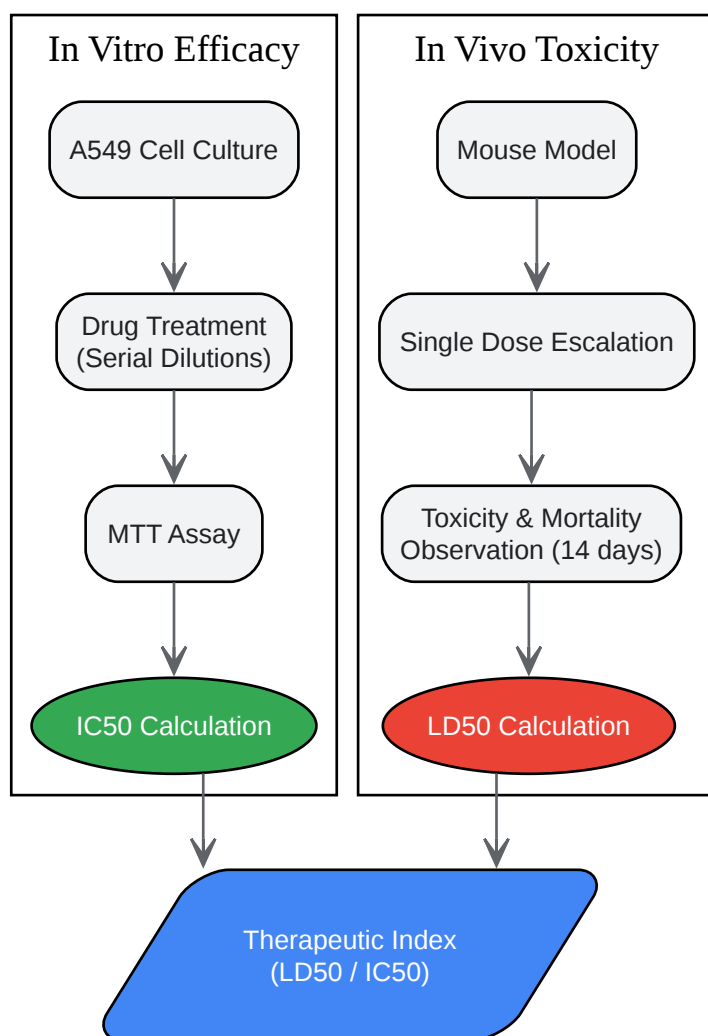 In Vitro Efficacy
A549 Cell Culture
Drug Treatment
(Serial Dilutions)
MTT Assay
IC50 Calculation
In Vivo Toxicity
Mouse Model
Single Dose Escalation
Toxicity & Mortality
Observation (14 days)
LD50 Calculation
Therapeutic Index
(LD50 / IC50)